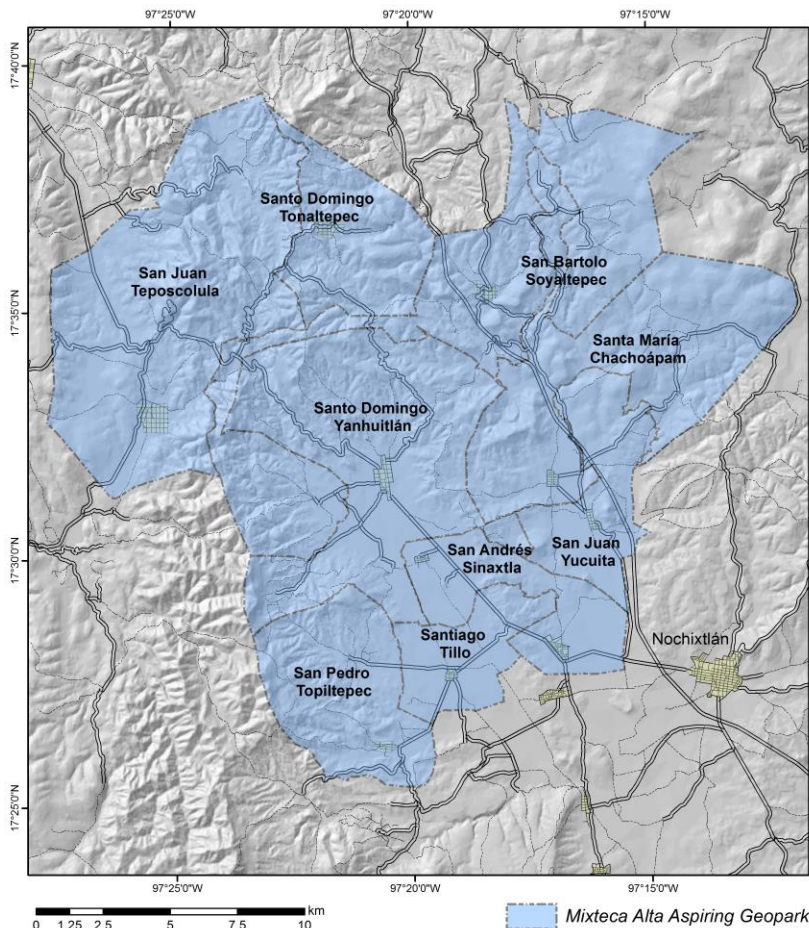 97°25'0"W 97°20'0"W 97°15'0"W
17°40'0"N
Santo Domingo
Tonaltepec
San Bartolo
Soyaltepec
San Juan
Teposcolula
17°35'0"N
Santa María
Chachoápam
Santo Domingo
Yanhuitlán
17°30'0"N
San Andrés
Sinaxtla
San Juan
Yucuita
Santiago
Tillo
Nochixtlán
San Pedro
Topiltepec
17°25'0"N
97°25'0"W 97°20'0"W 97°15'0"W
km
0 1.25 2.5 5 7.5 10
Mixteca Alta Aspiring Geopark